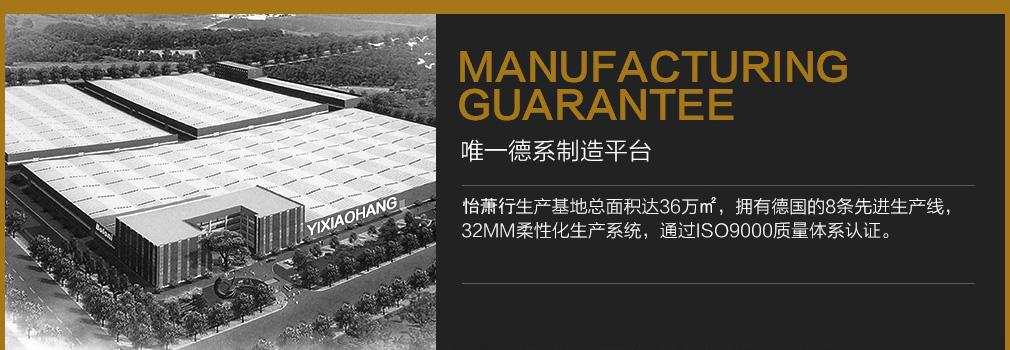 MANUFACTURING
GUARANTEE
唯一德系制造平台
怡萧行生产基地总面积达36万㎡，拥有德国的8条先进生产线，
32MM柔性化生产系统，通过ISO9000质量体系认证。
YIXIAOHANG